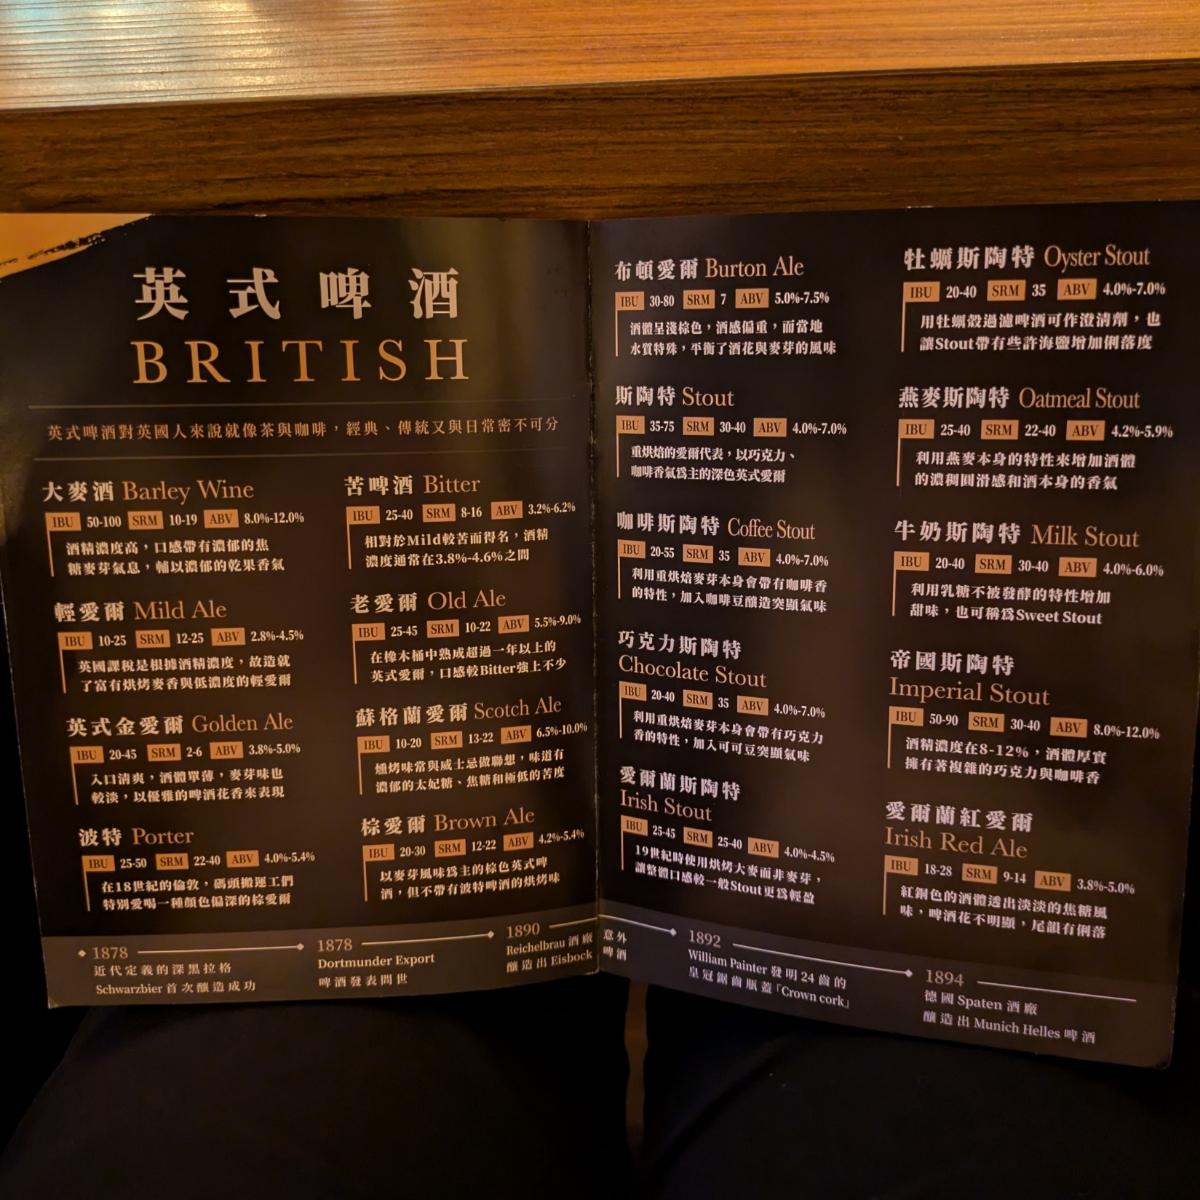 英式啤酒
BRITISH
英式啤酒對英國人來說就像茶與咖啡，經典、傳統又與日常密不可分
大麥酒 Barley Wine
IBU 50-100 SRM 10-19 ABV 8.0%-12.0%
酒精濃度高，口感帶有濃郁的焦
糖麥芽氣息，輔以濃郁的乾果香氣
輕愛爾 Mild Ale
IBU 10-25 SRM 12-25 ABV 2.8%-4.5%
英國課稅是根據酒精濃度，故造就
了富有烘烤麥香與低濃度的輕愛爾
英式金愛爾 Golden Ale
IBU 20-45 SRM 2-6 ABV 3.8%-5.0%
入口清爽，酒體單薄，麥芽味也
較淡，以優雅的啤酒花香來表現
波特 Porter
IBU 25-50 SRM 22-40 ABV 4.0%-5.4%
在18世紀的倫敦，碼頭搬運工們
特別愛喝一種顏色偏深的棕愛爾
苦啤酒 Bitter
IBU 25-40 SRM 8-16 ABV 3.2%-6.2%
相對於Mild較苦而得名，酒精
濃度通常在3.8%-4.6%之間
老愛爾 Old Ale
IBU 25-45 SRM 10-22 ABV 5.5%-9.0%
在橡木桶中熟成超過一年以上的
英式愛爾，口感較Bitter強上不少
蘇格蘭愛爾 Scotch Ale
IBU 10-20 SRM 13-22 ABV 6.5%-10.0%
燻烤味常與威士忌做聯想，味道有
濃郁的太妃糖、焦糖和極低的苦度
棕愛爾 Brown Ale
IBU 20-30 SRM 12-22 ABV 4.2%-5.4%
以麥芽風味為主的棕色英式啤
酒，但不帶有波特啤酒的烘烤味
布頓愛爾 Burton Ale
IBU 30-80 SRM 7 ABV 5.0%-7.5%
酒體呈淺棕色，酒感偏重，而當地
水質特殊，平衡了酒花與麥芽的風味
斯陶特 Stout
IBU 35-75 SRM 30-40 ABV 4.0%-7.0%
重烘焙的愛爾代表，以巧克力、
咖啡香氣為主的深色英式愛爾
咖啡斯陶特 Coffee Stout
IBU 20-55 SRM 35 ABV 4.0%-7.0%
利用重烘焙麥芽本身會帶有咖啡香
的特性，加入咖啡豆釀造突顯氣味
巧克力斯陶特
Chocolate Stout
IBU 20-40 SRM 35 ABV 4.0%-7.0%
利用重烘焙麥芽本身會帶有巧克力
香的特性，加入可可豆突顯氣味
愛爾蘭斯陶特
Irish Stout
IBU 25-45 SRM 25-40 ABV 4.0%-4.5%
19世紀時使用烘烤大麥而非麥芽，
讓整體口感較一般Stout更為輕盈
牡蠣斯陶特 Oyster Stout
IBU 20-40 SRM 35 ABV 4.0%-7.0%
用牡蠣殼過濾啤酒可作澄清劑，也
讓Stout帶有些許海鹽增加俐落度
燕麥斯陶特 Oatmeal Stout
IBU 25-40 SRM 22-40 ABV 4.2%-5.9%
利用燕麥本身的特性來增加酒體
的濃稠圓滑感和酒本身的香氣
牛奶斯陶特 Milk Stout
IBU 20-40 SRM 30-40 ABV 4.0%-6.0%
利用乳糖不被發酵的特性增加
甜味，也可稱為Sweet Stout
帝國斯陶特
Imperial Stout
IBU 50-90 SRM 30-40 ABV 8.0%-12.0%
酒精濃度在8-12%，酒體厚實
擁有著複雜的巧克力與咖啡香
愛爾蘭紅愛爾
Irish Red Ale
IBU 18-28 SRM 9-14 ABV 3.8%-5.0%
紅銅色的酒體透出淡淡的焦糖風
味，啤酒花不明顯，尾韻有俐落
1878
近代定義的深黑拉格
Schwarzbier 首次釀造成功
1878
Dortmunder Export
啤酒發表問世
1890
Reichelbrau 酒廠意外
釀造出 Eisbock 啤酒
1892
William Painter 發明 24 齒的
皇冠鋸齒瓶蓋「Crown cork」
1894
德國 Spaten 酒廠
釀造出 Munich Helles 啤酒